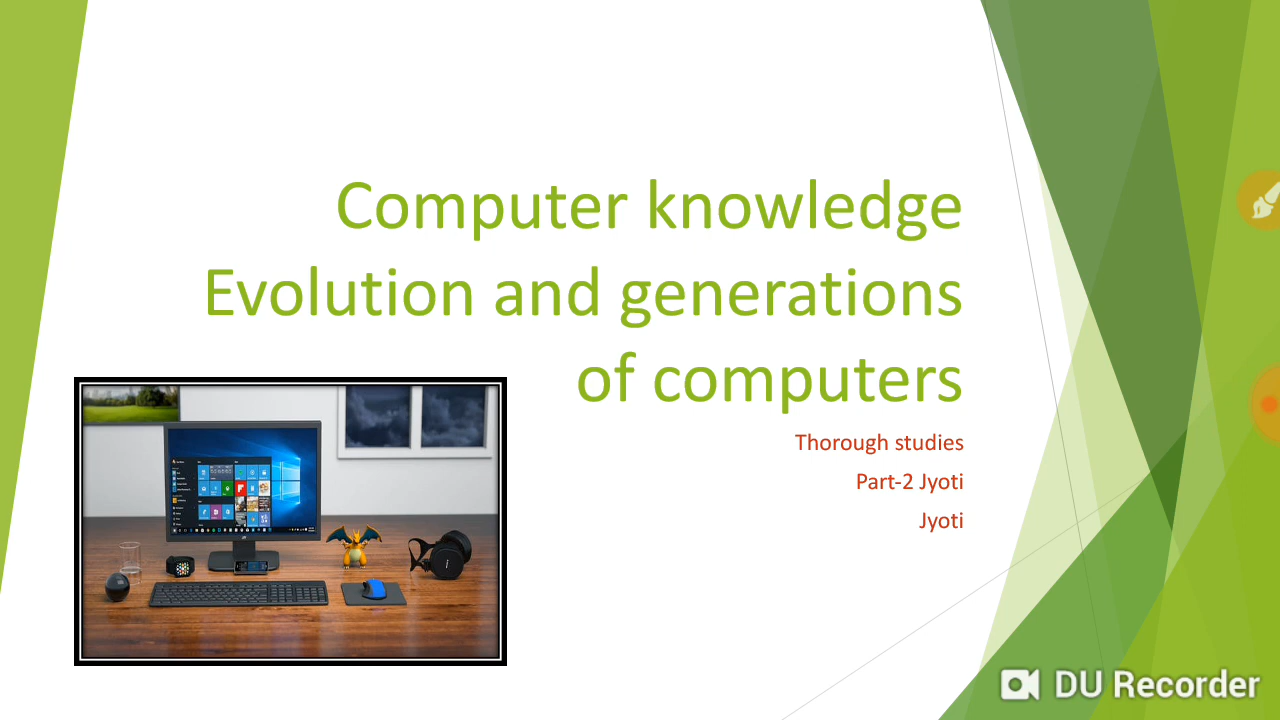 Computer knowledge
Evolution and generations
of computers
Thorough studies
Part-2 Jyoti
Jyoti
DU Recorder